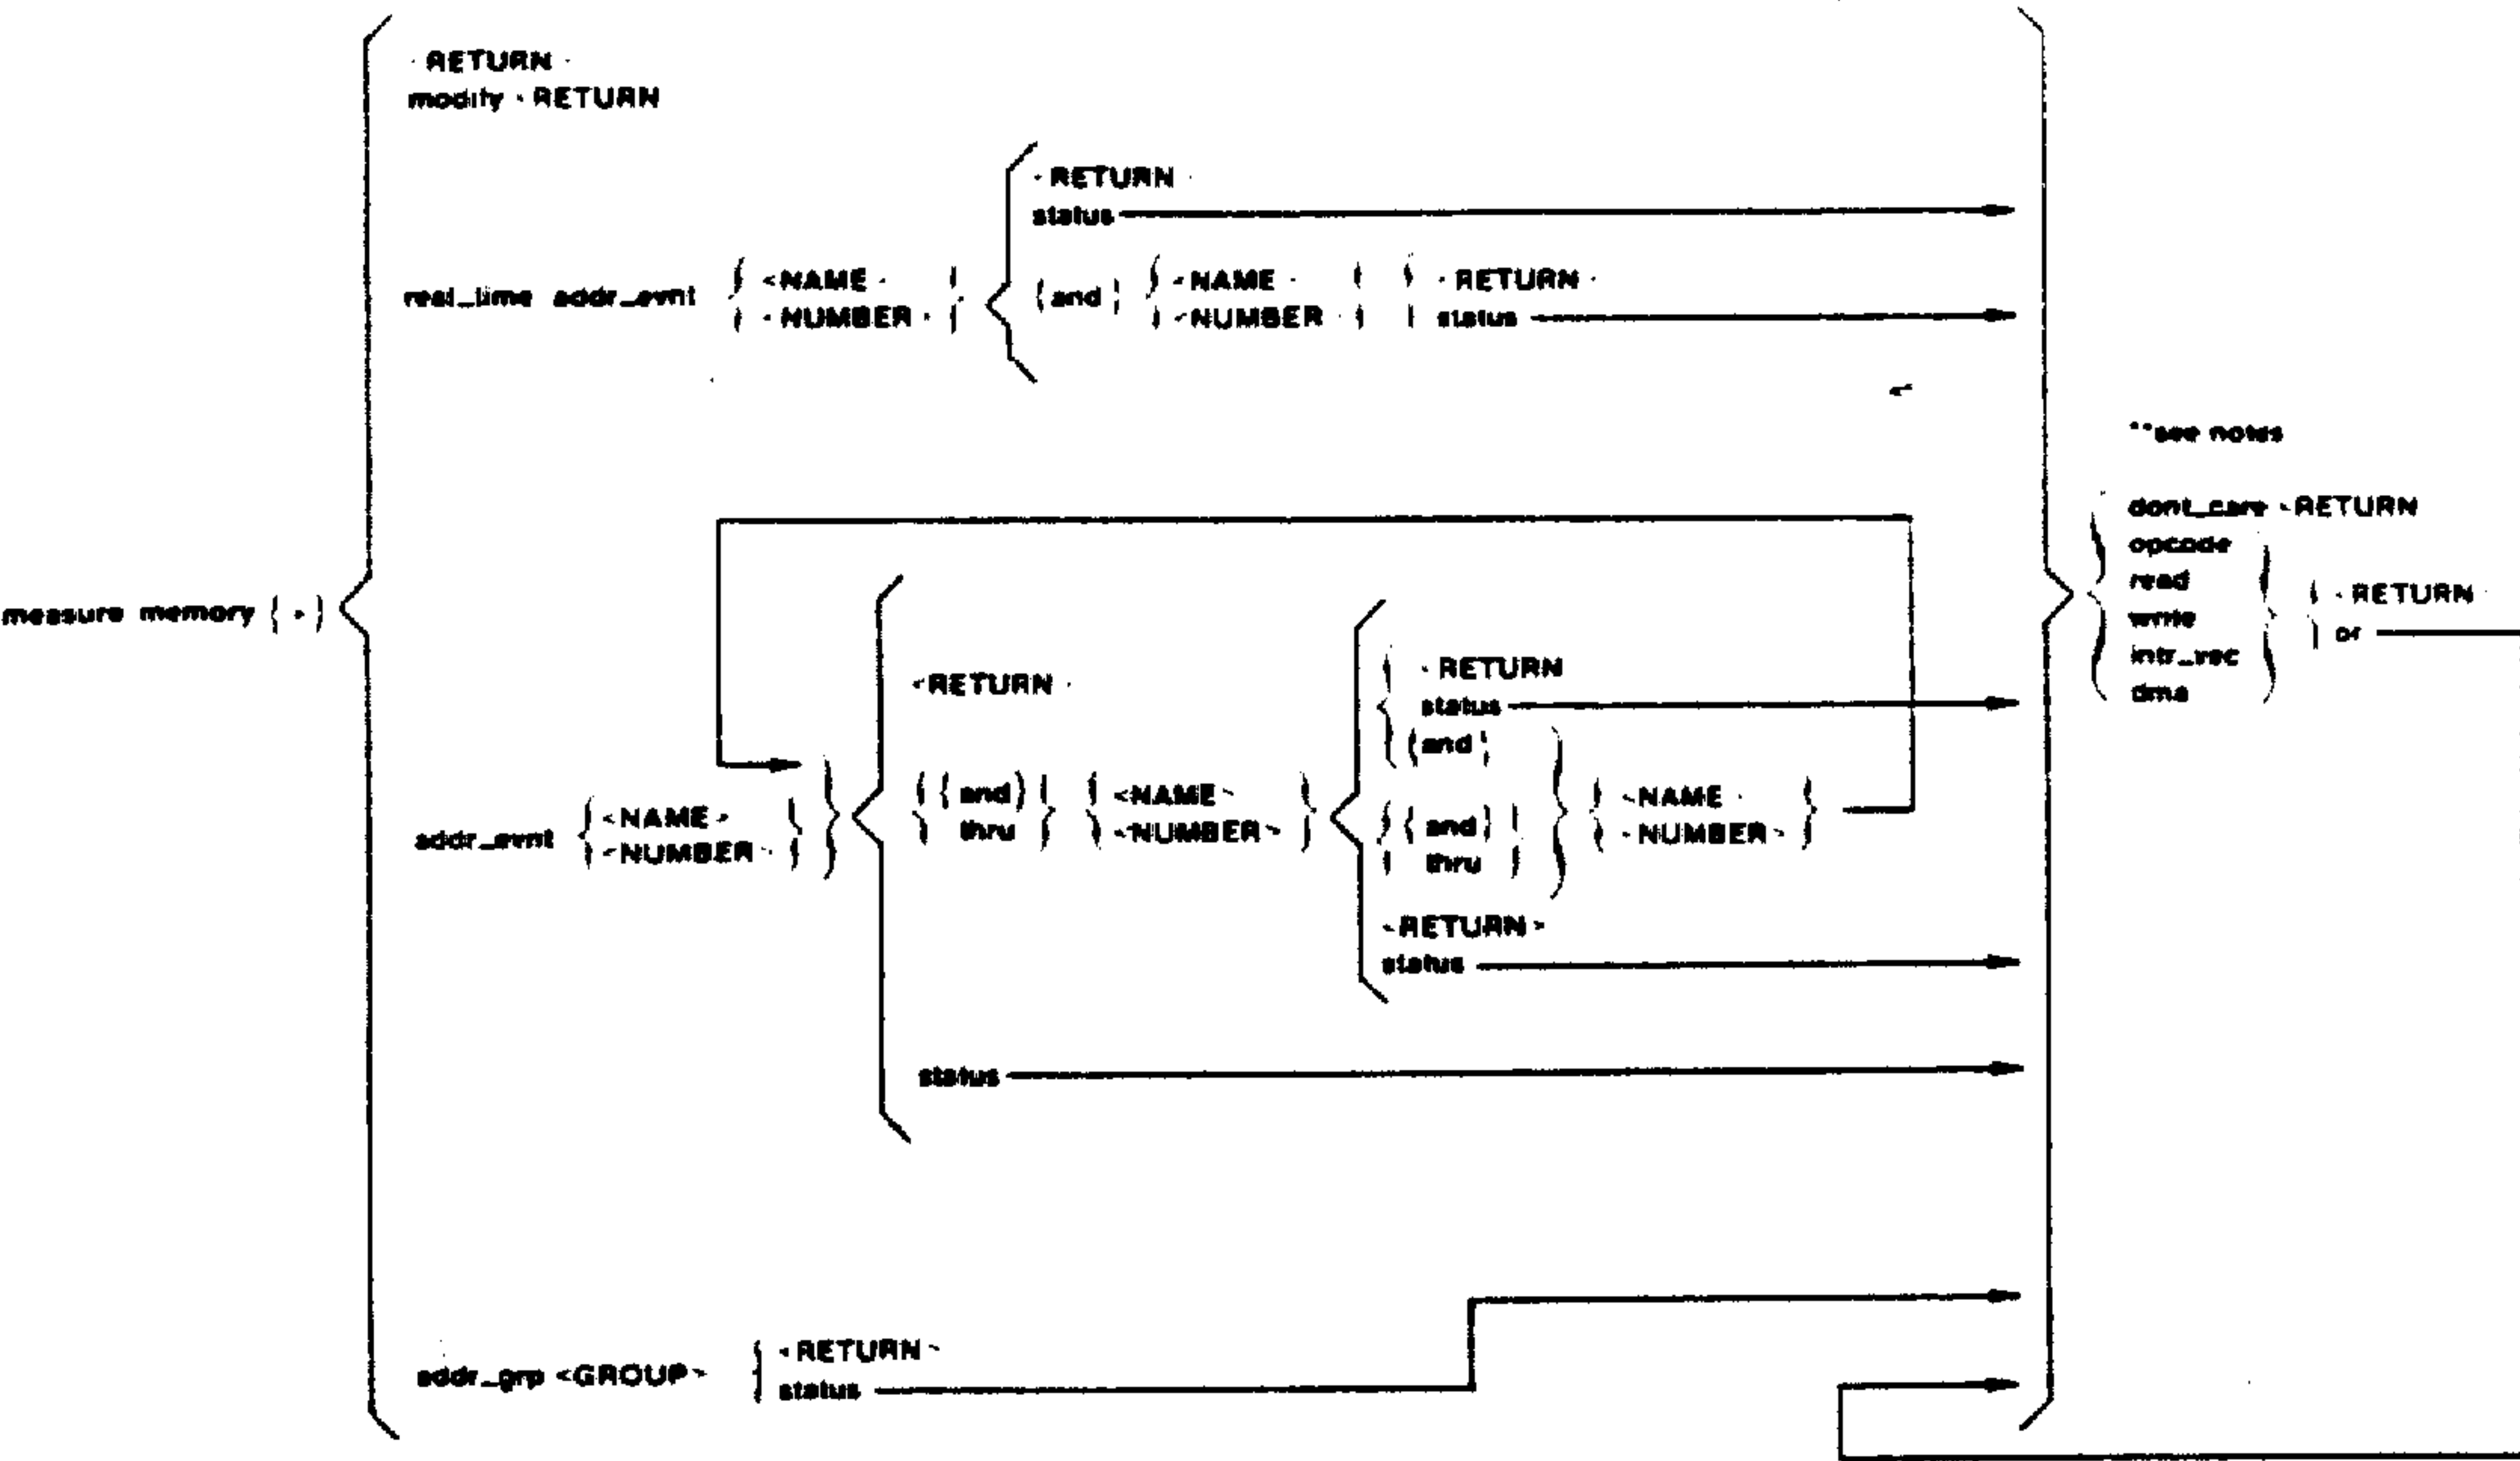 <RETURN>
modify <RETURN
<RETURN>
status
real_time addr_evnt { <NAME> <NUMBER> } {and} { <NAME> <NUMBER> } <RETURN> status
**see notes
dont_care <RETURN
opcode
read
write
intr_vec
dma
<RETURN>
or
measure memory { * }
<RETURN>
<RETURN
status
{and}
addr_evnt { <NAME> <NUMBER> } { {and} thru } { <NAME> <NUMBER> } { {and} thru } { <NAME> <NUMBER> }
<RETURN>
status
status
addr_grp <GROUP> { <RETURN>
status